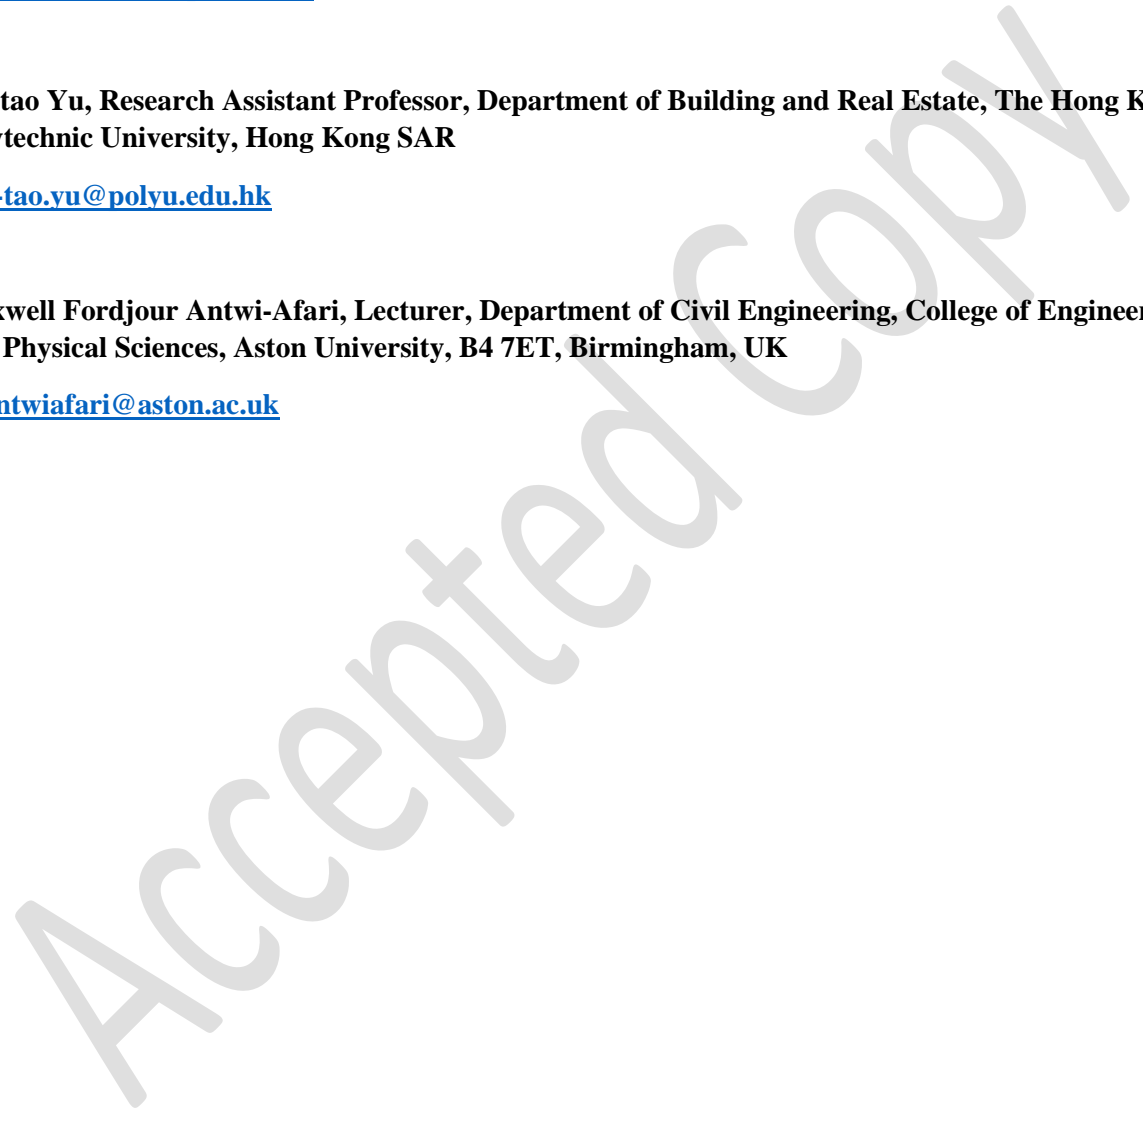 tao Yu, Research Assistant Professor, Department of Building and Real Estate, The Hong K
ytechnic University, Hong Kong SAR
-tao.yu@polyu.edu.hk
xwell Fordjour Antwi-Afari, Lecturer, Department of Civil Engineering, College of Engineer
Physical Sciences, Aston University, B4 7ET, Birmingham, UK
ntwiafari@aston.ac.uk
Accepted Copy